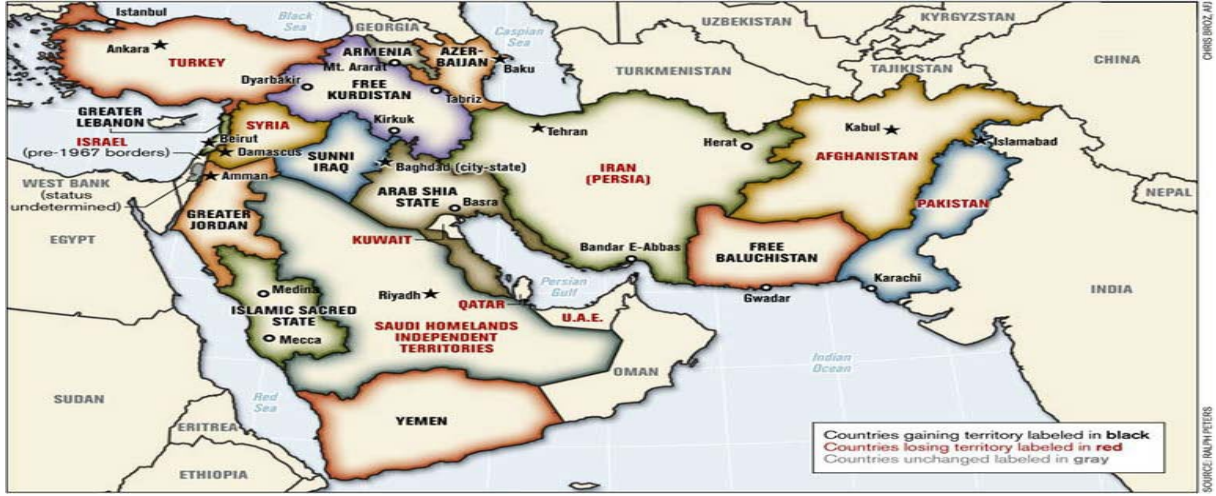 Istanbul
Black
Sea
GEORGIA
Caspian
Sea
UZBEKISTAN
KYRGYZSTAN
CHRIS BROZ, AFJ
Ankara
TURKEY
ARMENIA
Mt. Ararat
AZER-
BAIJAN
Baku
TURKMENISTAN
TAJIKISTAN
CHINA
Dyarbakir
FREE
KURDISTAN
Tabriz
GREATER
LEBANON
SYRIA
Kirkuk
Tehran
Herat
Kabul
Islamabad
ISRAEL
(pre-1967 borders)
Beirut
Damascus
SUNNI
IRAQ
Baghdad (city-state)
IRAN
(PERSIA)
AFGHANISTAN
WEST BANK
(status
undetermined)
Amman
ARAB SHIA
STATE
Basra
PAKISTAN
NEPAL
EGYPT
GREATER
JORDAN
KUWAIT
Bandar E-Abbas
FREE
BALUCHISTAN
Karachi
Medina
Riyadh
Persian
Gulf
QATAR
Gwadar
INDIA
ISLAMIC SACRED
STATE
Mecca
SAUDI HOMELANDS
INDEPENDENT
TERRITORIES
U.A.E.
OMAN
Indian
Ocean
SUDAN
Red
Sea
YEMEN
ERITREA
ETHIOPIA
Countries gaining territory labeled in black
Countries losing territory labeled in red
Countries unchanged labeled in gray
SOURCE: RALPH PETERS